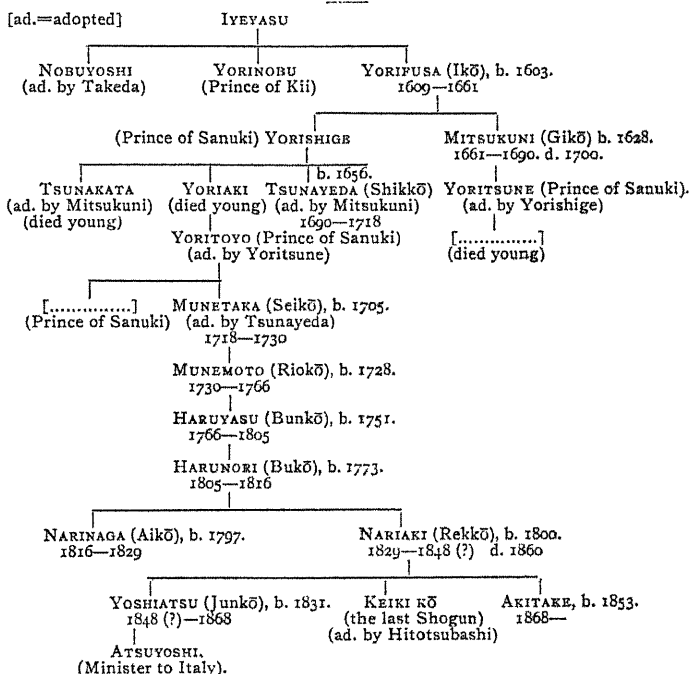 [ad.=adopted] IYEYASU
NOBUYOSHI YORINOBU YORIFUSA (Ikō), b. 1603.
(ad. by Takeda) (Prince of Kii) 1609—1661
(Prince of Sanuki) YORISHIGE MITSUKUNI (Gikō) b. 1628.
1661—1690. d. 1700.
b. 1656.
TSUNAKATA YORIAKI TSUNAYEDA (Shikkō) YORITSUNE (Prince of Sanuki).
(ad. by Mitsukuni) (died young) (ad. by Mitsukuni) (ad. by Yorishige)
(died young) 1690—1718
YORITOYO (Prince of Sanuki) [...............]
(ad. by Yoritsune) (died young)
[...............] MUNETAKA (Seikō), b. 1705.
(Prince of Sanuki) (ad. by Tsunayeda)
1718—1730
MUNEMOTO (Riokō), b. 1728.
1730—1766
HARUYASU (Bunkō), b. 1751.
1766—1805
HARUNORI (Bukō), b. 1773.
1805—1816
NARINAGA (Aikō), b. 1797. NARIAKI (Rekkō), b. 1800.
1816—1829 1829—1848 (?) d. 1860
YOSHIATSU (Junkō), b. 1831. KEIKI KŌ AKITAKE, b. 1853.
1848 (?)—1868 (the last Shogun) 1868—
(ad. by Hitotsubashi)
ATSUYOSHI.
(Minister to Italy).